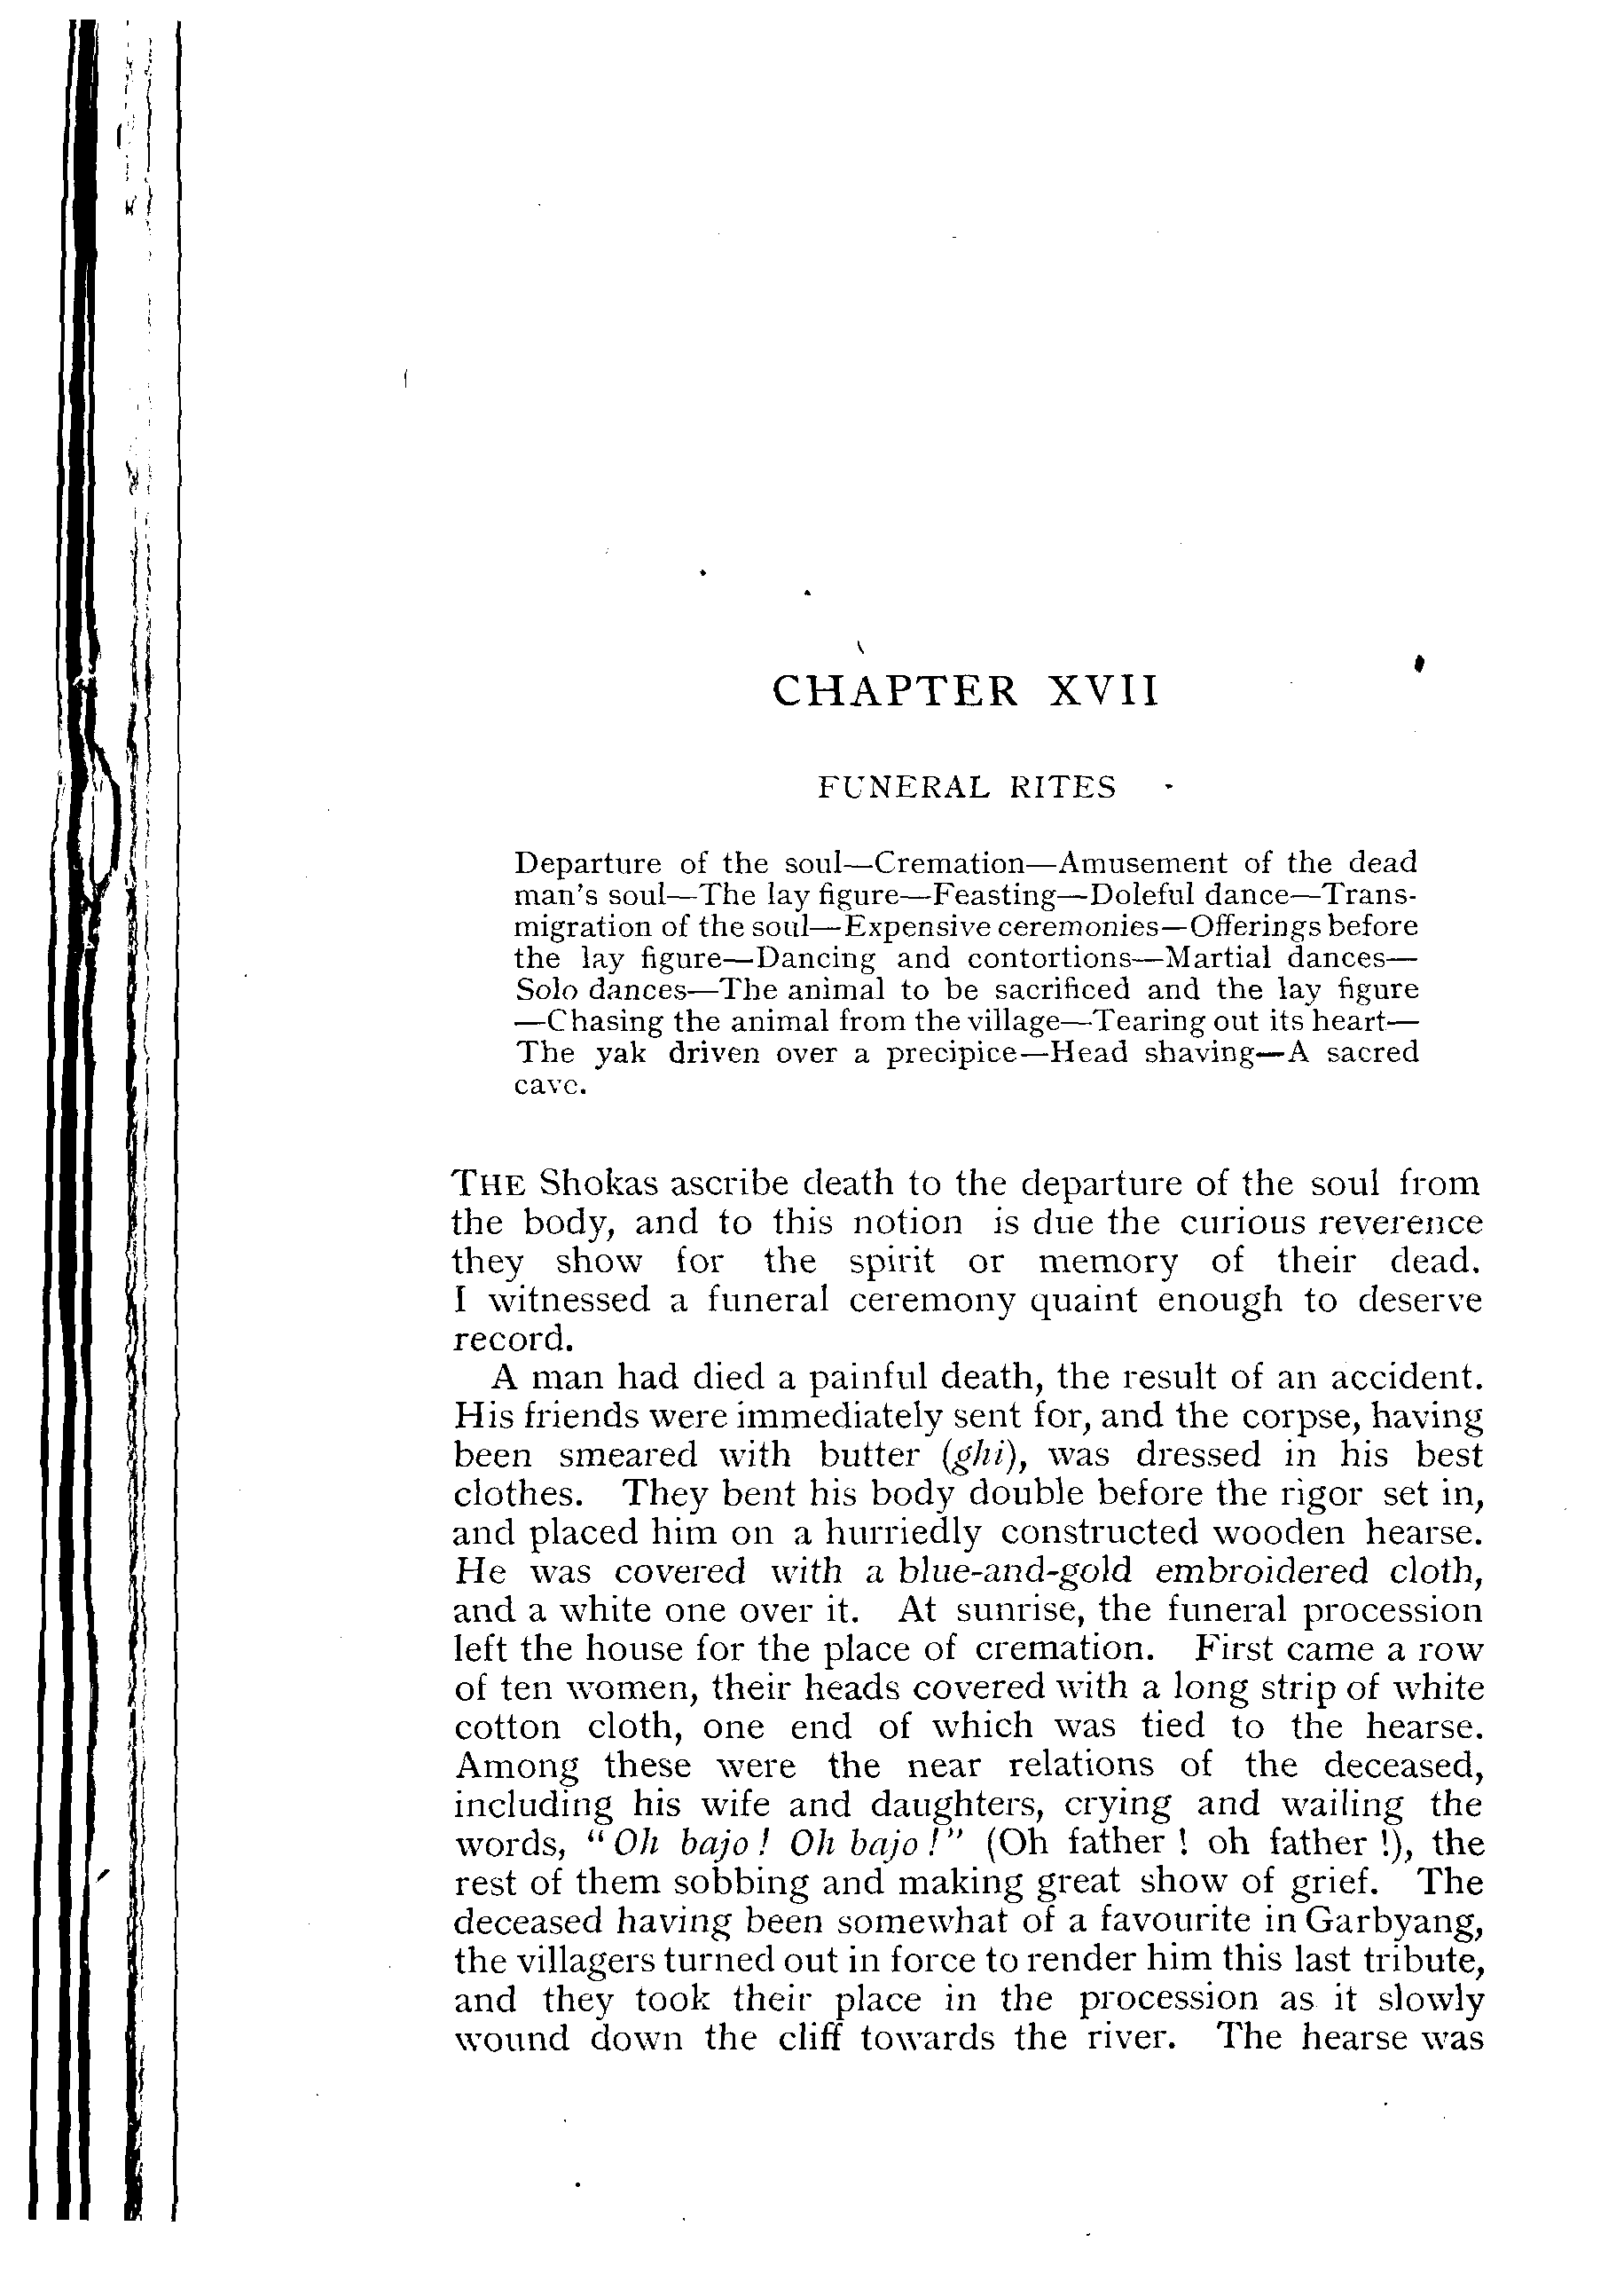 CHAPTER XVII
FUNERAL RITES
Departure of the soul—Cremation—Amusement of the dead
man's soul—The lay figure—Feasting—Doleful dance—Trans-
migration of the soul—Expensive ceremonies—Offerings before
the lay figure—Dancing and contortions—Martial dances—
Solo dances—The animal to be sacrificed and the lay figure
—Chasing the animal from the village—Tearing out its heart—
The yak driven over a precipice—Head shaving—A sacred
cave.
THE Shokas ascribe death to the departure of the soul from
the body, and to this notion is due the curious reverence
they show for the spirit or memory of their dead.
I witnessed a funeral ceremony quaint enough to deserve
record.
A man had died a painful death, the result of an accident.
His friends were immediately sent for, and the corpse, having
been smeared with butter (ghi), was dressed in his best
clothes. They bent his body double before the rigor set in,
and placed him on a hurriedly constructed wooden hearse.
He was covered with a blue-and-gold embroidered cloth,
and a white one over it. At sunrise, the funeral procession
left the house for the place of cremation. First came a row
of ten women, their heads covered with a long strip of white
cotton cloth, one end of which was tied to the hearse.
Among these were the near relations of the deceased,
including his wife and daughters, crying and wailing the
words, "Oh bajo! Oh bajo!" (Oh father! oh father!), the
rest of them sobbing and making great show of grief. The
deceased having been somewhat of a favourite in Garbyang,
the villagers turned out in force to render him this last tribute,
and they took their place in the procession as it slowly
wound down the cliff towards the river. The hearse was